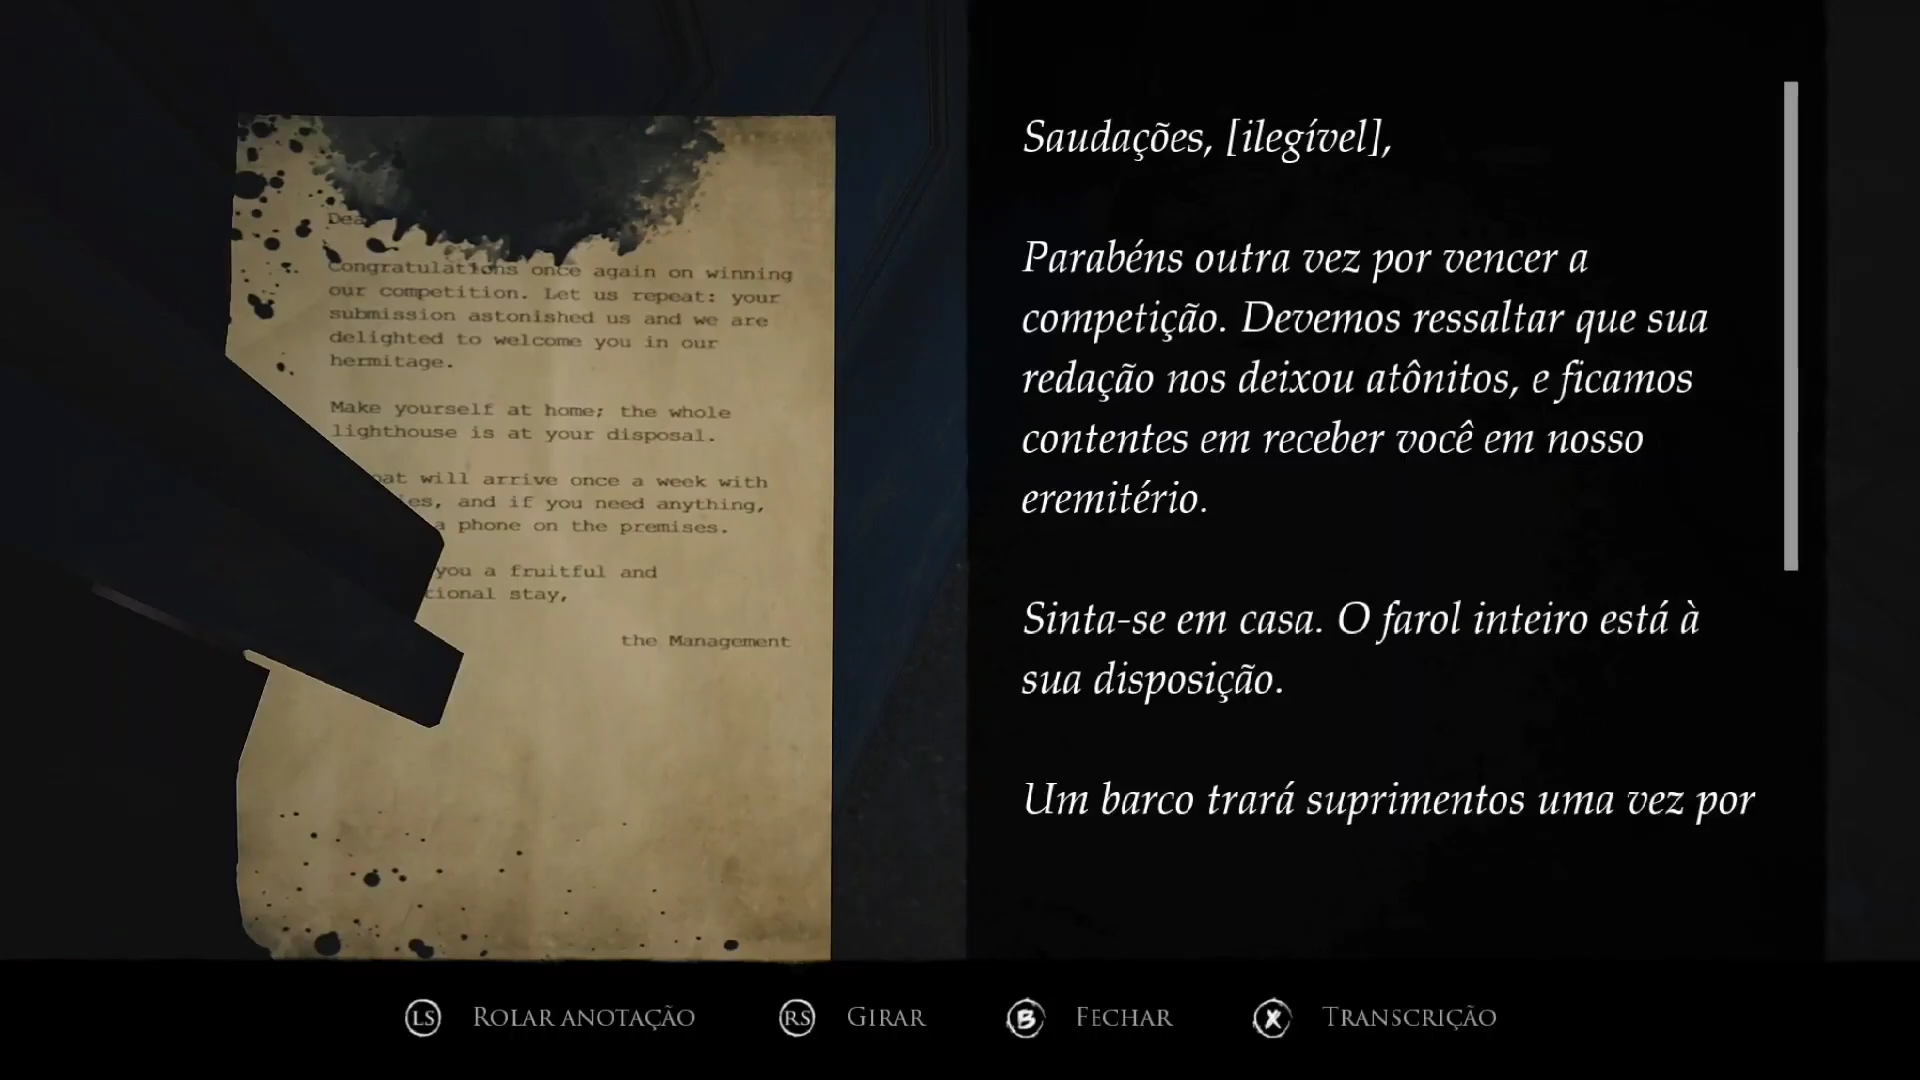 Dea
Congratulations once again on winning
our competition. Let us repeat: your
submission astonished us and we are
delighted to welcome you in our
hermitage.
Make yourself at home; the whole
lighthouse is at your disposal.
oat will arrive once a week with
ies, and if you need anything,
a phone on the premises.
you a fruitful and
tional stay,
the Management
Saudações, [ilegível],
Parabéns outra vez por vencer a
competição. Devemos ressaltar que sua
redação nos deixou atônitos, e ficamos
contentes em receber você em nosso
eremitério.
Sinta-se em casa. O farol inteiro está à
sua disposição.
Um barco trará suprimentos uma vez por
LS ROLAR ANOTAÇÃO RS GIRAR B FECHAR X TRANSCRIÇÃO